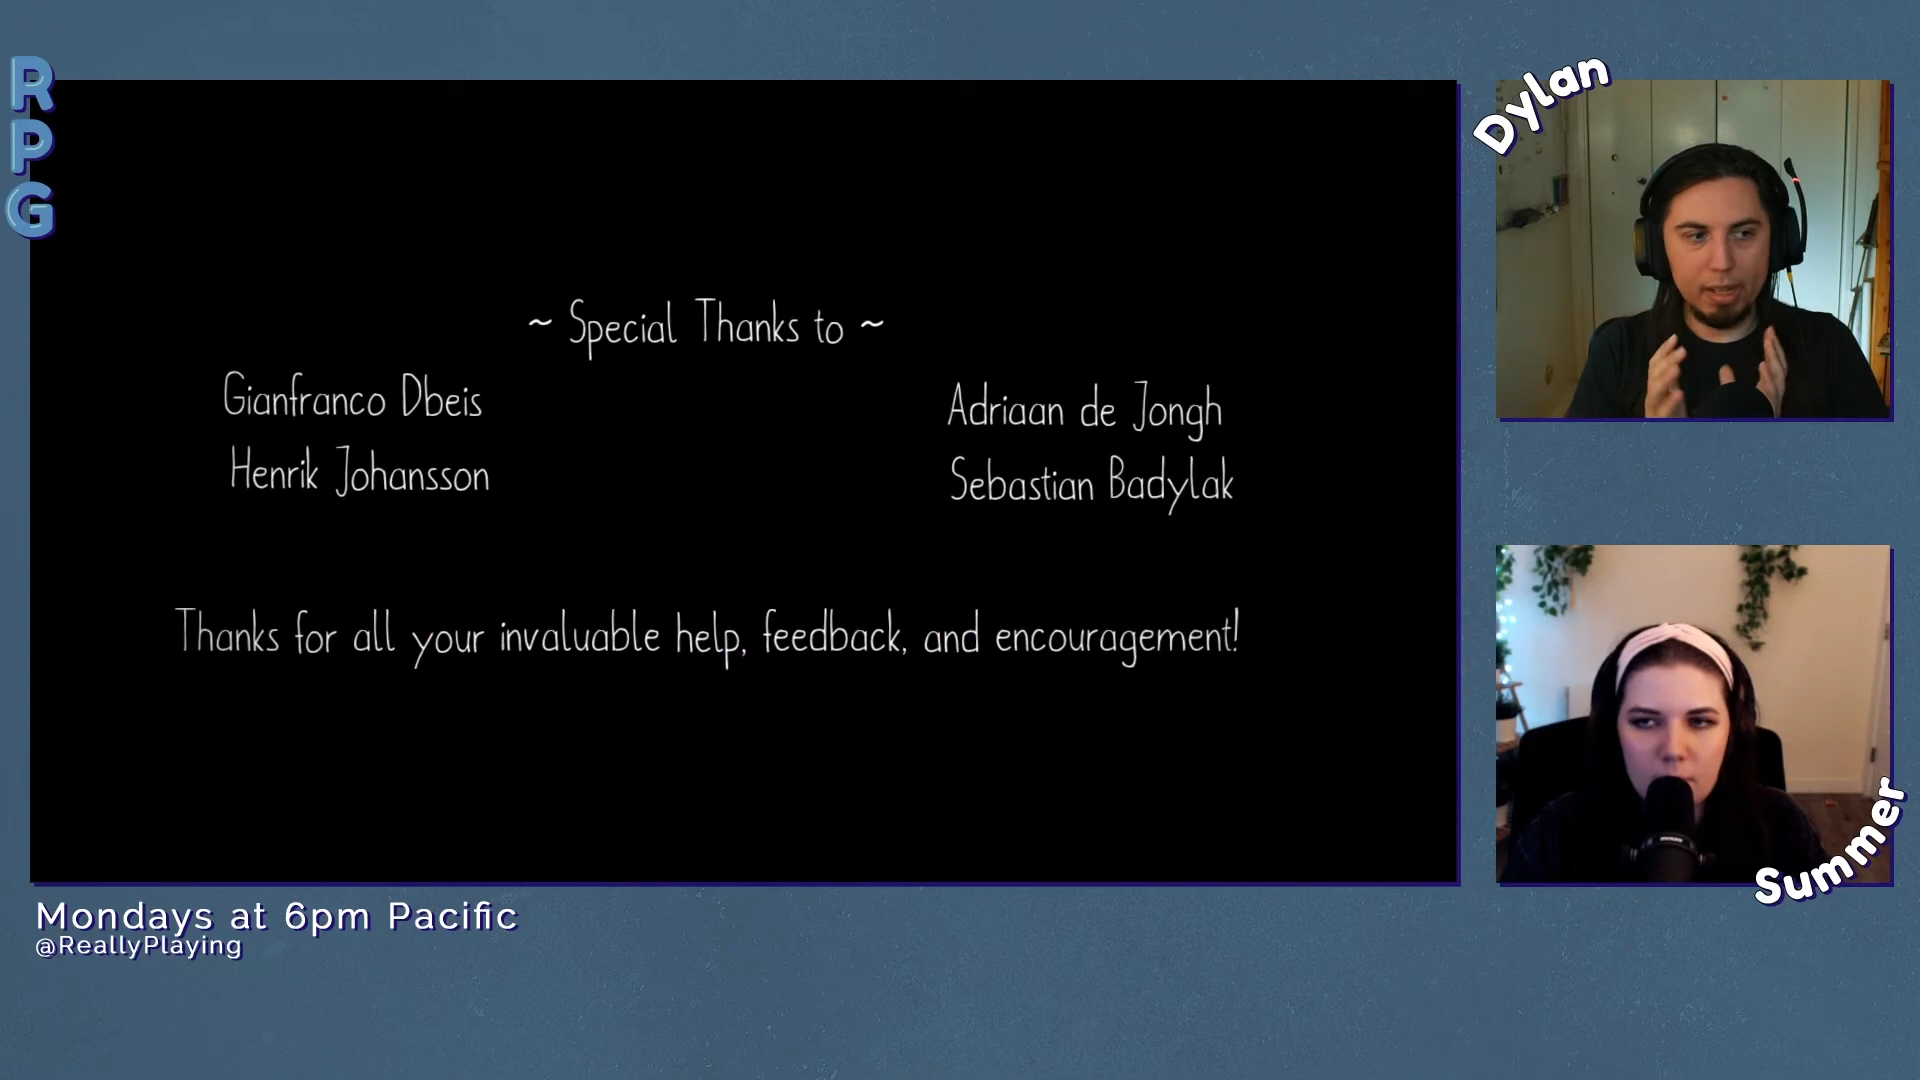 RPG
~ Special Thanks to ~
Gianfranco Dbeis
Henrik Johansson
Adriaan de Jongh
Sebastian Badylak
Thanks for all your invaluable help, feedback, and encouragement!
Dylan
Summer
Mondays at 6pm Pacific
@ReallyPlaying